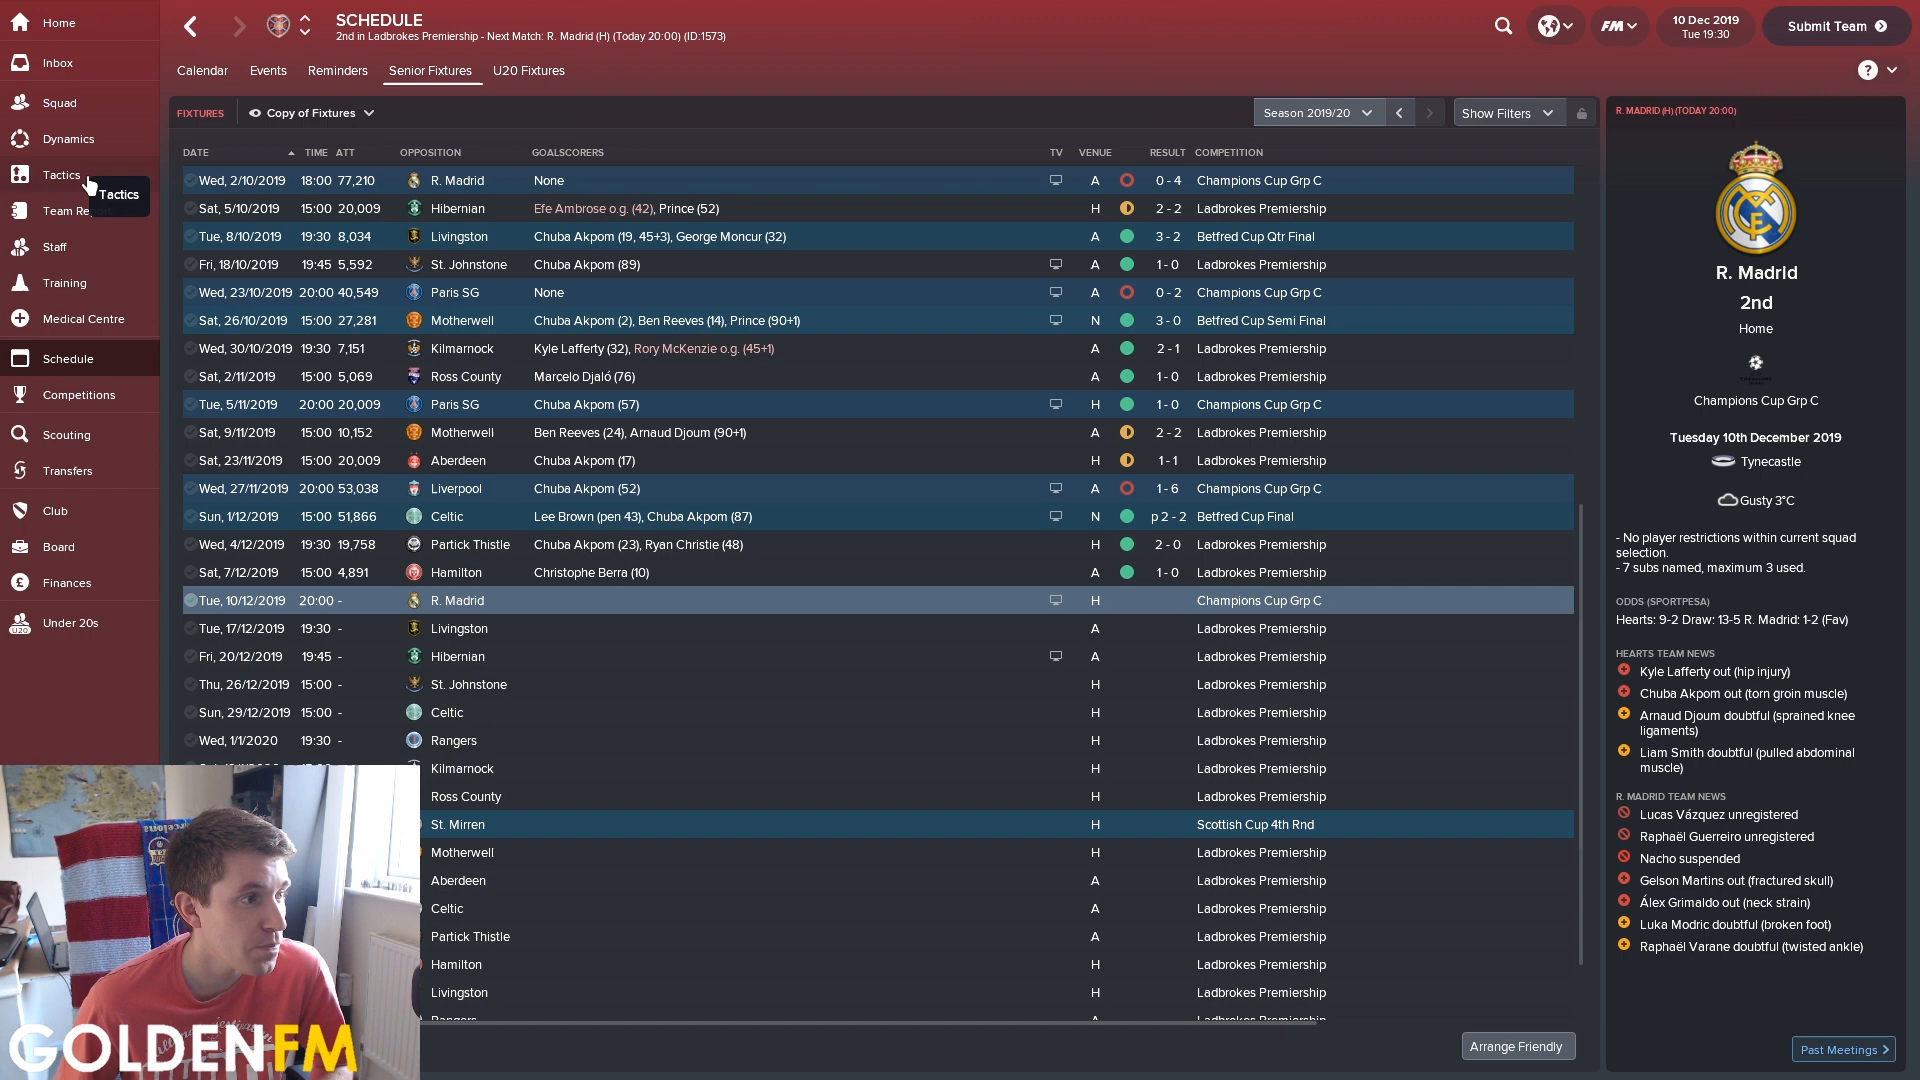 Home
Inbox
Squad
Dynamics
Tactics
Tactics
Team Re
Staff
Training
Medical Centre
Schedule
Competitions
Scouting
Transfers
Club
Board
Finances
Under 20s
SCHEDULE
2nd in Ladbrokes Premiership - Next Match: R. Madrid (H) (Today 20:00) (ID:1573)
FM
10 Dec 2019
Tue 19:30
Submit Team
Calendar Events Reminders Senior Fixtures U20 Fixtures
?
FIXTURES Copy of Fixtures Season 2019/20 Show Filters
DATE TIME ATT OPPOSITION GOALSCORERS TV VENUE RESULT COMPETITION
Wed, 2/10/2019 18:00 77,210 R. Madrid None A 0 - 4 Champions Cup Grp C
Sat, 5/10/2019 15:00 20,009 Hibernian Efe Ambrose o.g. (42), Prince (52) H 2 - 2 Ladbrokes Premiership
Tue, 8/10/2019 19:30 8,034 Livingston Chuba Akpom (19, 45+3), George Moncur (32) A 3 - 2 Betfred Cup Qtr Final
Fri, 18/10/2019 19:45 5,592 St. Johnstone Chuba Akpom (89) A 1 - 0 Ladbrokes Premiership
Wed, 23/10/2019 20:00 40,549 Paris SG None A 0 - 2 Champions Cup Grp C
Sat, 26/10/2019 15:00 27,281 Motherwell Chuba Akpom (2), Ben Reeves (14), Prince (90+1) N 3 - 0 Betfred Cup Semi Final
Wed, 30/10/2019 19:30 7,151 Kilmarnock Kyle Lafferty (32), Rory McKenzie o.g. (45+1) A 2 - 1 Ladbrokes Premiership
Sat, 2/11/2019 15:00 5,069 Ross County Marcelo Djaló (76) A 1 - 0 Ladbrokes Premiership
Tue, 5/11/2019 20:00 20,009 Paris SG Chuba Akpom (57) H 1 - 0 Champions Cup Grp C
Sat, 9/11/2019 15:00 10,152 Motherwell Ben Reeves (24), Arnaud Djoum (90+1) A 2 - 2 Ladbrokes Premiership
Sat, 23/11/2019 15:00 20,009 Aberdeen Chuba Akpom (17) H 1 - 1 Ladbrokes Premiership
Wed, 27/11/2019 20:00 53,038 Liverpool Chuba Akpom (52) A 1 - 6 Champions Cup Grp C
Sun, 1/12/2019 15:00 51,866 Celtic Lee Brown (pen 43), Chuba Akpom (87) N p 2 - 2 Betfred Cup Final
Wed, 4/12/2019 19:30 19,758 Partick Thistle Chuba Akpom (23), Ryan Christie (48) H 2 - 0 Ladbrokes Premiership
Sat, 7/12/2019 15:00 4,891 Hamilton Christophe Berra (10) A 1 - 0 Ladbrokes Premiership
Tue, 10/12/2019 20:00 - R. Madrid H Champions Cup Grp C
Tue, 17/12/2019 19:30 - Livingston A Ladbrokes Premiership
Fri, 20/12/2019 19:45 - Hibernian A Ladbrokes Premiership
Thu, 26/12/2019 15:00 - St. Johnstone H Ladbrokes Premiership
Sun, 29/12/2019 15:00 - Celtic H Ladbrokes Premiership
Wed, 1/1/2020 19:30 - Rangers H Ladbrokes Premiership
Kilmarnock H Ladbrokes Premiership
Ross County H Ladbrokes Premiership
St. Mirren H Scottish Cup 4th Rnd
Motherwell H Ladbrokes Premiership
Aberdeen A Ladbrokes Premiership
Celtic A Ladbrokes Premiership
Partick Thistle A Ladbrokes Premiership
Hamilton H Ladbrokes Premiership
Livingston H Ladbrokes Premiership
Rangers A Ladbrokes Premiership
Arrange Friendly
R. MADRID (H) (TODAY 20:00)
R. Madrid
2nd
Home
Champions Cup Grp C
Tuesday 10th December 2019
Tynecastle
Gusty 3°C
- No player restrictions within current squad
selection.
- 7 subs named, maximum 3 used.
ODDS (SPORTPESA)
Hearts: 9-2 Draw: 13-5 R. Madrid: 1-2 (Fav)
HEARTS TEAM NEWS
Kyle Lafferty out (hip injury)
Chuba Akpom out (torn groin muscle)
Arnaud Djoum doubtful (sprained knee
ligaments)
Liam Smith doubtful (pulled abdominal
muscle)
R. MADRID TEAM NEWS
Lucas Vázquez unregistered
Raphaël Guerreiro unregistered
Nacho suspended
Gelson Martins out (fractured skull)
Álex Grimaldo out (neck strain)
Luka Modric doubtful (broken foot)
Raphaël Varane doubtful (twisted ankle)
Past Meetings
GOLDENFM